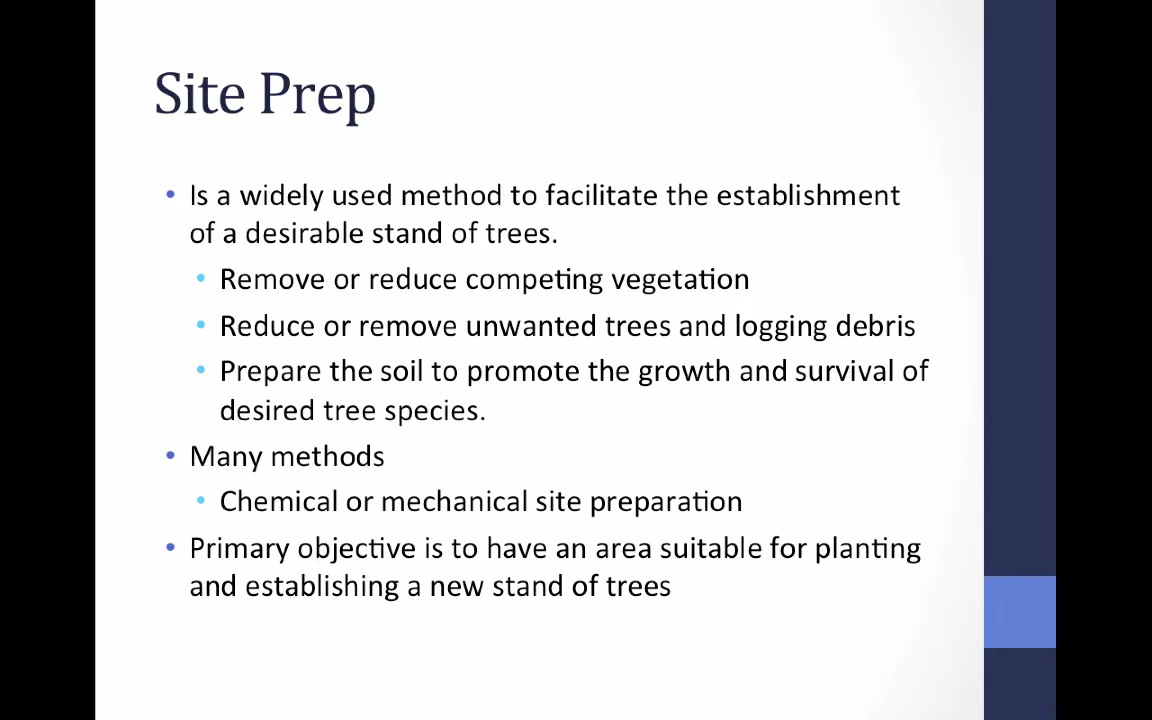 Site Prep
• Is a widely used method to facilitate the establishment
of a desirable stand of trees.
• Remove or reduce competing vegetation
• Reduce or remove unwanted trees and logging debris
• Prepare the soil to promote the growth and survival of
desired tree species.
• Many methods
• Chemical or mechanical site preparation
• Primary objective is to have an area suitable for planting
and establishing a new stand of trees